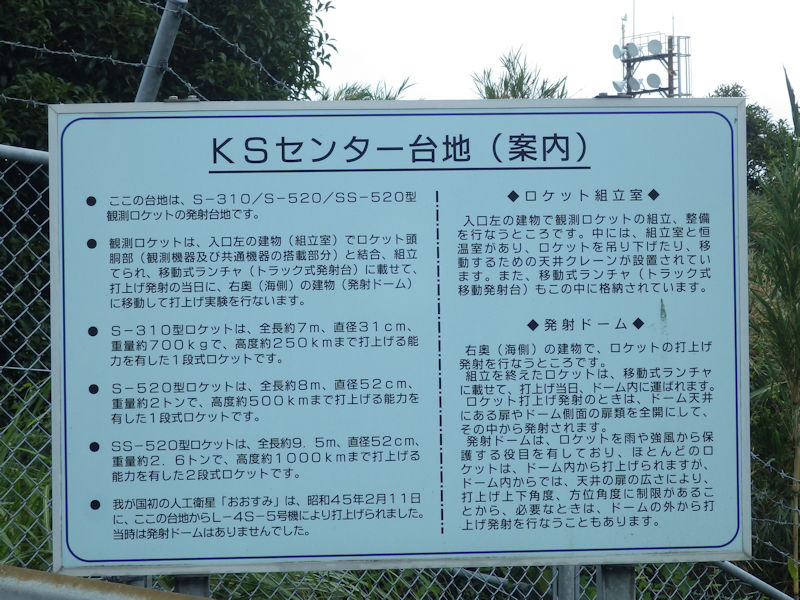 KSセンター台地(案内)
● ここの台地は、S-310/S-520/SS-520型
観測ロケットの発射台地です。
● 観測ロケットは、入口左の建物(組立室)でロケット頭
胴部(観測機器及び共通機器の搭載部分)と結合、組立
てられ、移動式ランチャ(トラック式発射台)に載せて、
打上げ発射の当日に、右奥(海側)の建物(発射ドーム)
に移動して打上げ実験を行ないます。
● S-310型ロケットは、全長約7m、直径31cm、
重量約700kgで、高度約250kmまで打上げる能
力を有した1段式ロケットです。
● S-520型ロケットは、全長約8m、直径52cm、
重量約2トンで、高度約500kmまで打上げる能力を
有した1段式ロケットです。
● SS-520型ロケットは、全長約9.5m、直径52cm、
重量約2.6トンで、高度約1000kmまで打上げる
能力を有した2段式ロケットです。
● 我が国初の人工衛星「おおすみ」は、昭和45年2月11日
に、ここの台地からL-4S-5号機により打上げられました。
当時は発射ドームはありませんでした。
◆ロケット組立室◆
入口左の建物で観測ロケットの組立、整備
を行なうところです。中には、組立室と恒
温室があり、ロケットを吊り下げたり、移
動するための天井クレーンが設置されてい
ます。また、移動式ランチャ(トラック式
移動発射台)もこの中に格納されています。
◆発射ドーム◆
右奥(海側)の建物で、ロケットの打上げ
発射を行なうところです。
組立を終えたロケットは、移動式ランチャ
に載せて、打上げ当日、ドーム内に運ばれます。
ロケット打上げ発射のときは、ドーム天井
にある扉やドーム側面の扉類を全開にして、
その中から発射されます。
発射ドームは、ロケットを雨や強風から保
護する役目を有しており、ほとんどのロ
ケットは、ドーム内から打上げられますが、
ドーム内からでは、天井の扉の広さにより、
打上げ上下角度、方位角度に制限があるこ
とから、必要なときは、ドームの外から打
上げ発射を行なうこともあります。